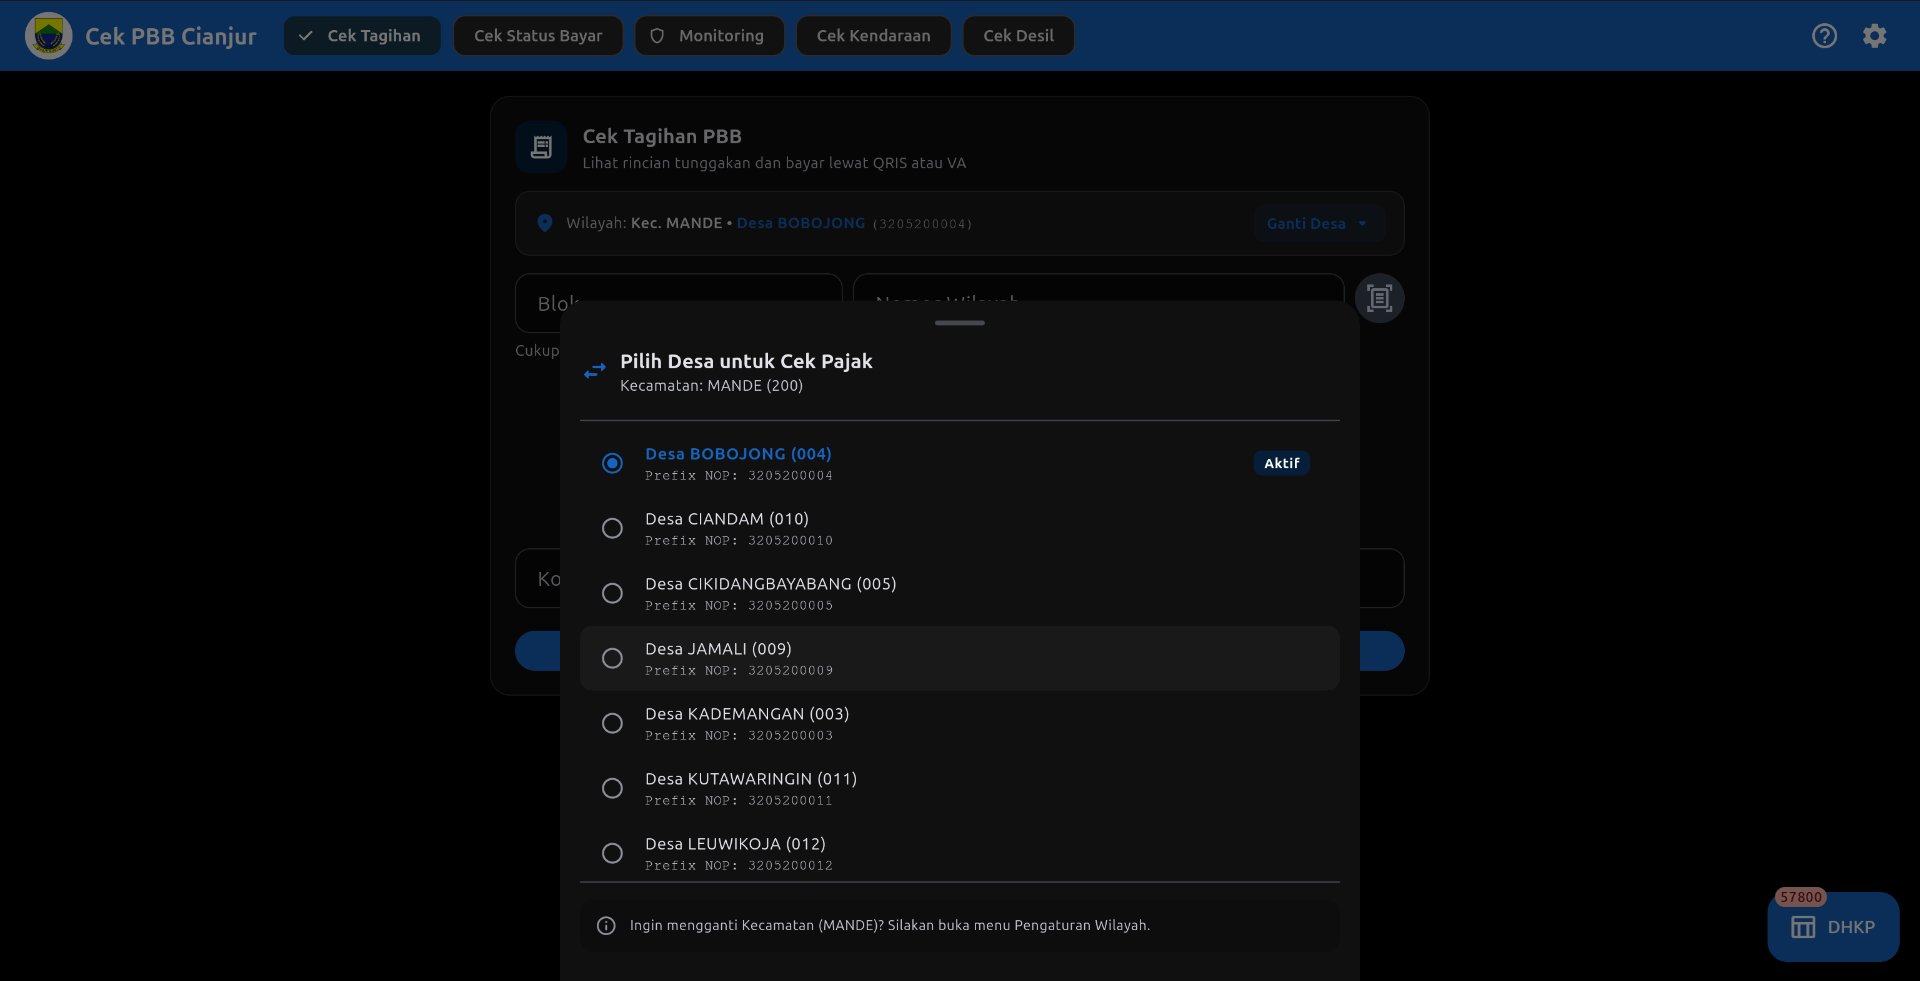 Cek PBB Cianjur
Cek Tagihan
Cek Status Bayar
Monitoring
Cek Kendaraan
Cek Desil
Cek Tagihan PBB
Lihat rincian tunggakan dan bayar lewat QRIS atau VA
Wilayah: Kec. MANDE • Desa BOBOJONG (3205200004)
Ganti Desa
Cukup
Pilih Desa untuk Cek Pajak
Kecamatan: MANDE (200)
Desa BOBOJONG (004)
Prefix NOP: 3205200004
Aktif
Desa CIANDAM (010)
Prefix NOP: 3205200010
Desa CIKIDANGBAYABANG (005)
Prefix NOP: 3205200005
Desa JAMALI (009)
Prefix NOP: 3205200009
Desa KADEMANGAN (003)
Prefix NOP: 3205200003
Desa KUTAWARINGIN (011)
Prefix NOP: 3205200011
Desa LEUWIKOJA (012)
Prefix NOP: 3205200012
Ko
Ingin mengganti Kecamatan (MANDE)? Silakan buka menu Pengaturan Wilayah.
57800
DHKP